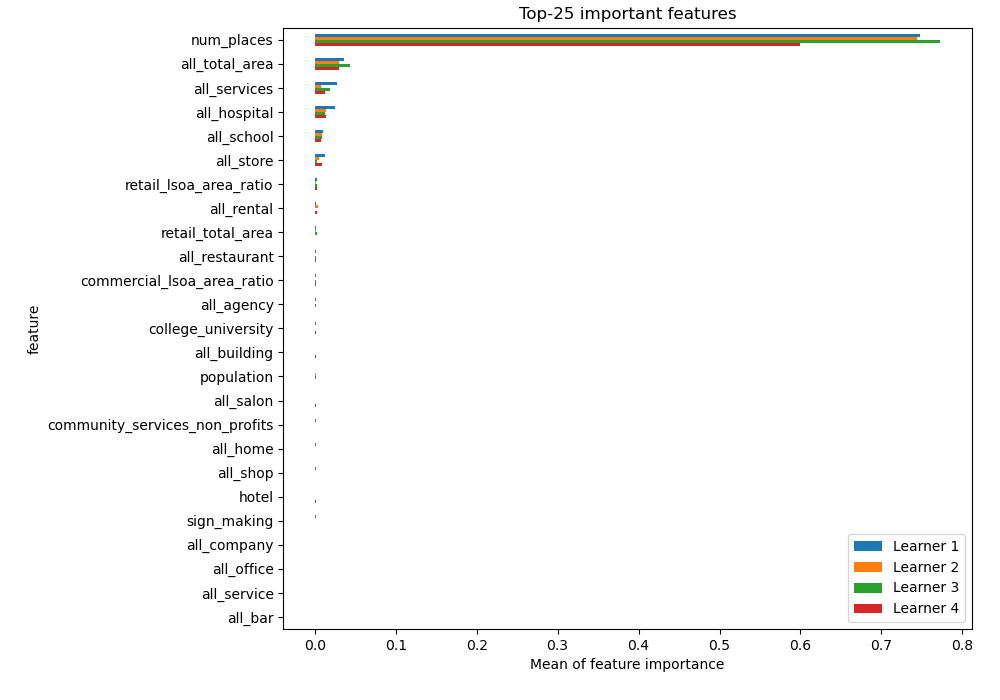 Top-25 important features
feature
num_places
all_total_area
all_services
all_hospital
all_school
all_store
retail_lsoa_area_ratio
all_rental
retail_total_area
all_restaurant
commercial_lsoa_area_ratio
all_agency
college_university
all_building
population
all_salon
community_services_non_profits
all_home
all_shop
hotel
sign_making
all_company
all_office
all_service
all_bar
Learner 1
Learner 2
Learner 3
Learner 4
0.0 0.1 0.2 0.3 0.4 0.5 0.6 0.7 0.8
Mean of feature importance